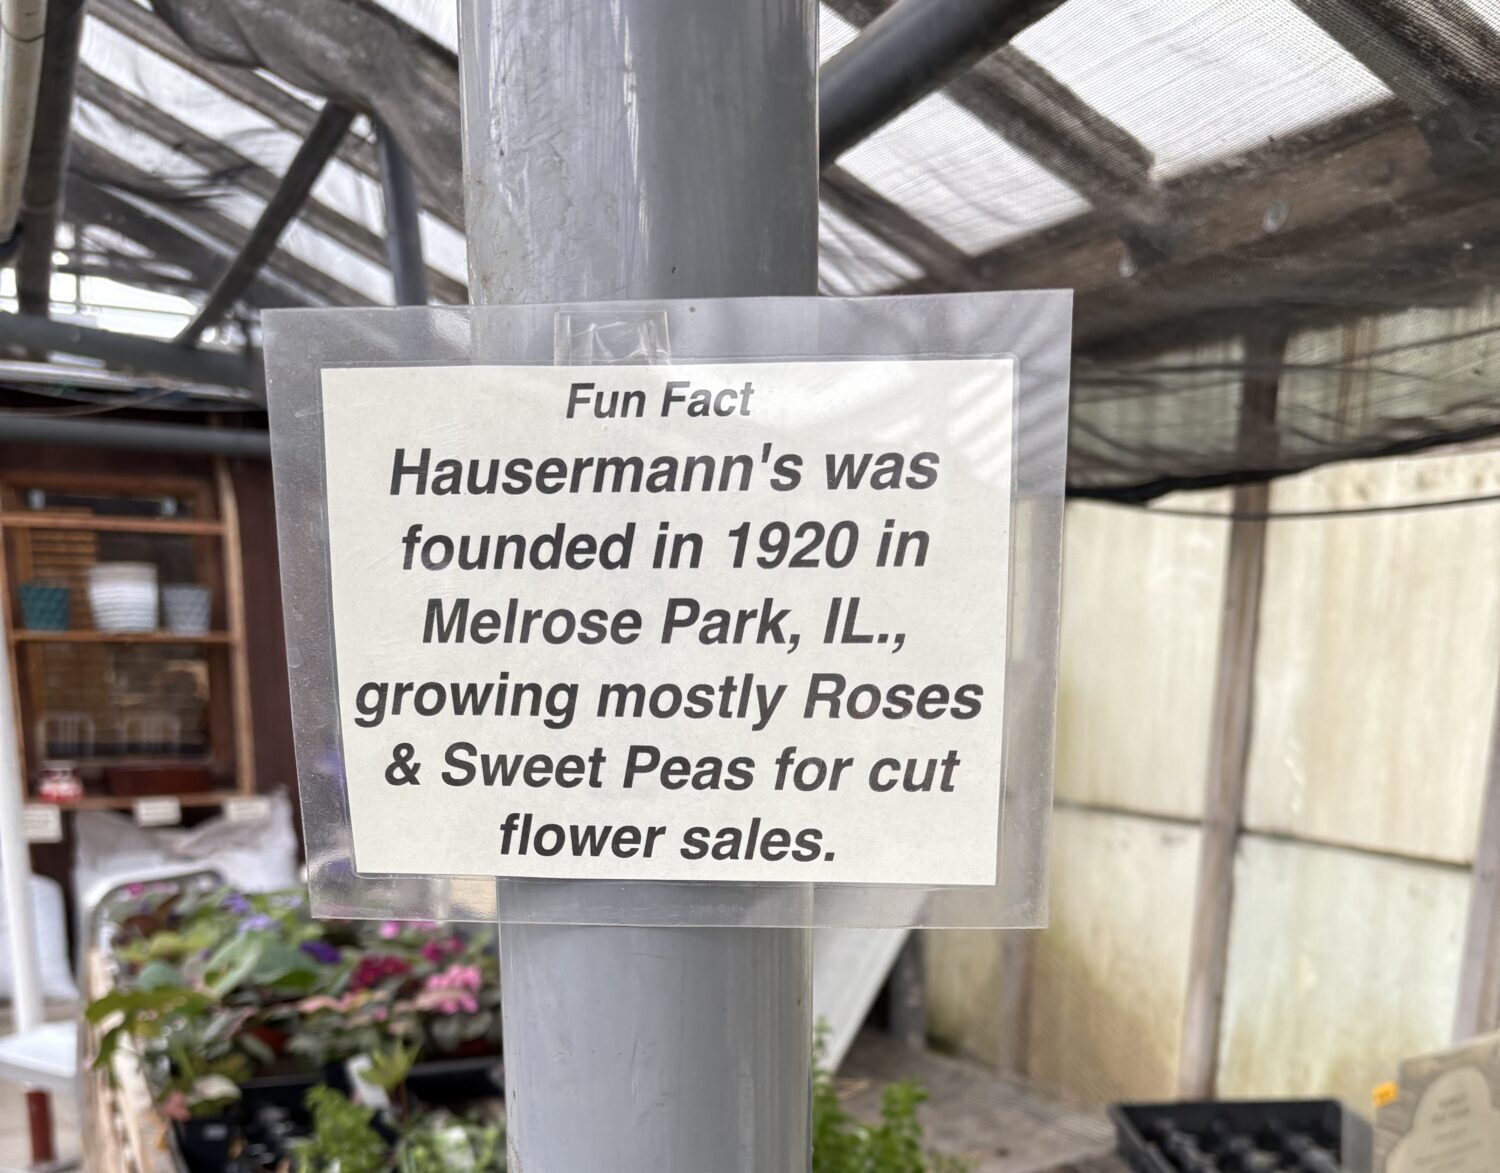 Fun Fact
Hausermann's was
founded in 1920 in
Melrose Park, IL.,
growing mostly Roses
& Sweet Peas for cut
flower sales.